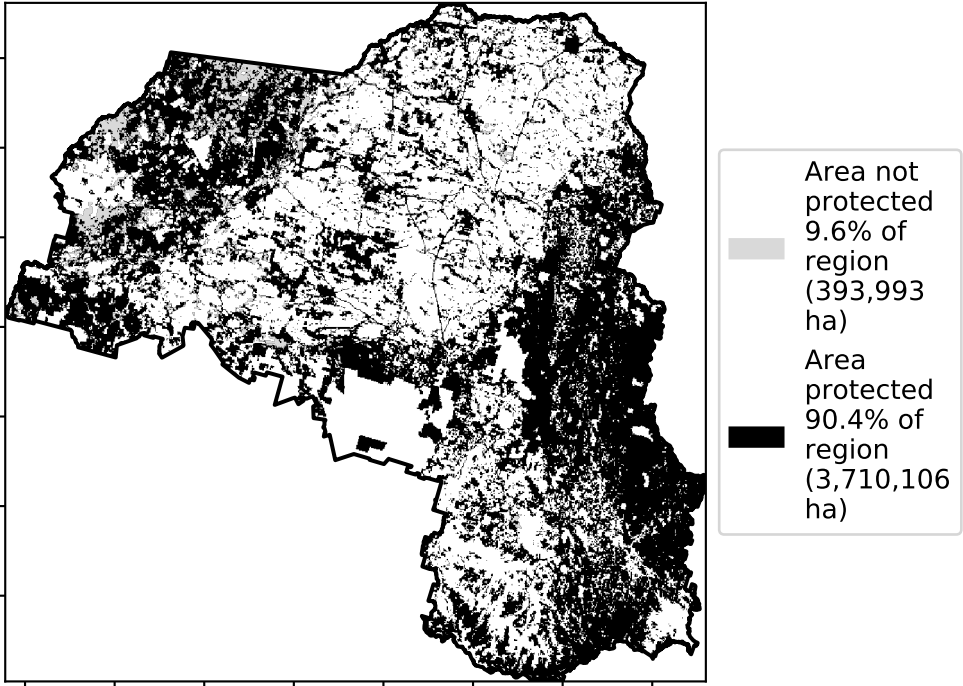 Area not
protected
9.6% of
region
(393,993
ha)
Area
protected
90.4% of
region
(3,710,106
ha)